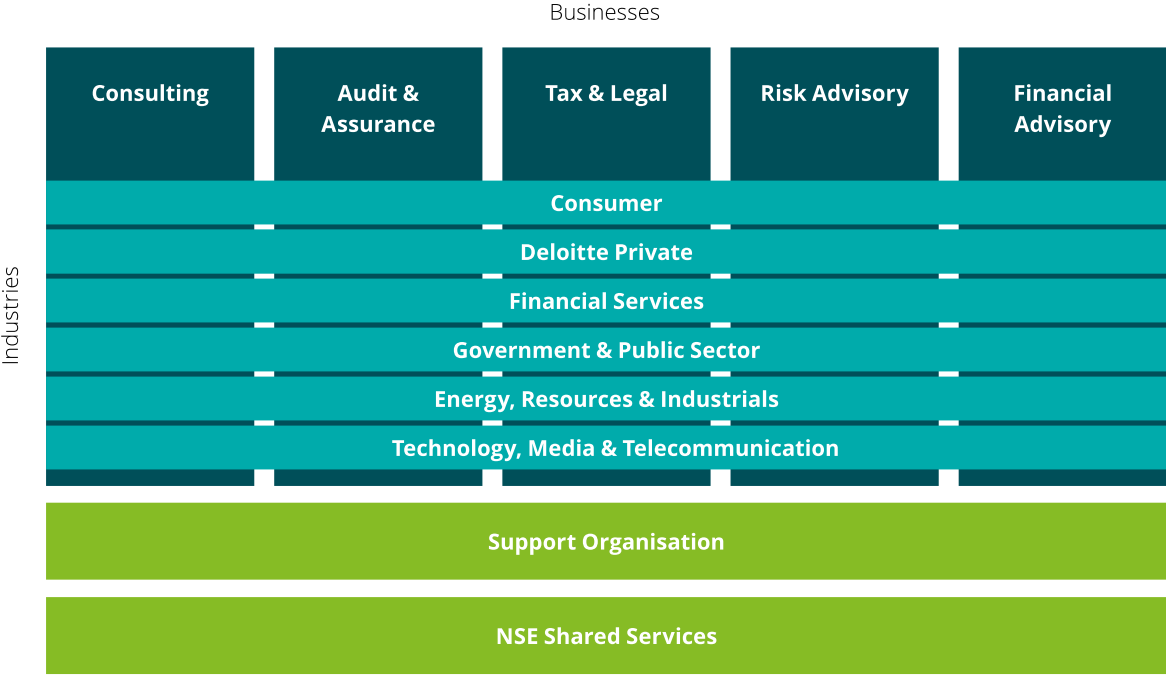 Businesses
Consulting
Audit &
Assurance
Tax & Legal
Risk Advisory
Financial
Advisory
Industries
Consumer
Deloitte Private
Financial Services
Government & Public Sector
Energy, Resources & Industrials
Technology, Media & Telecommunication
Support Organisation
NSE Shared Services